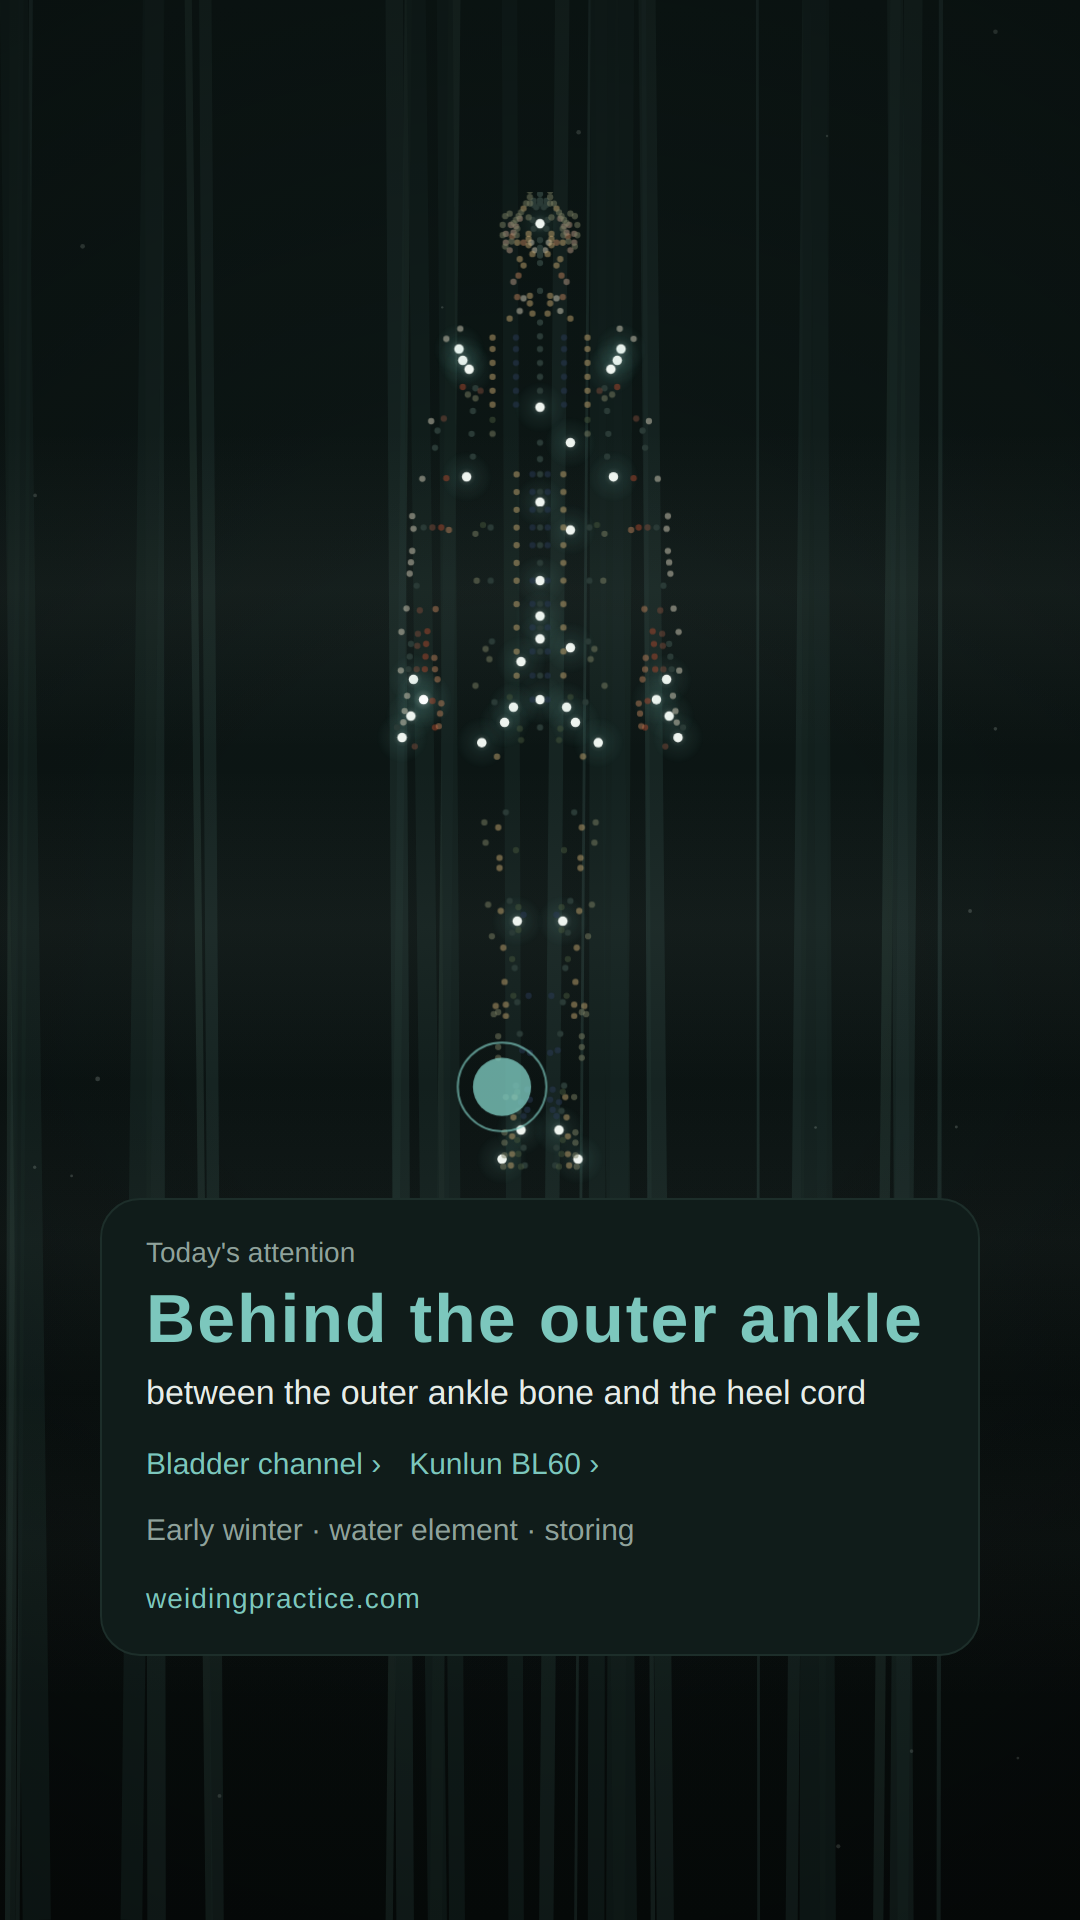 Today's attention
Behind the outer ankle
between the outer ankle bone and the heel cord
Bladder channel › Kunlun BL60 ›
Early winter · water element · storing
weidingpractice.com